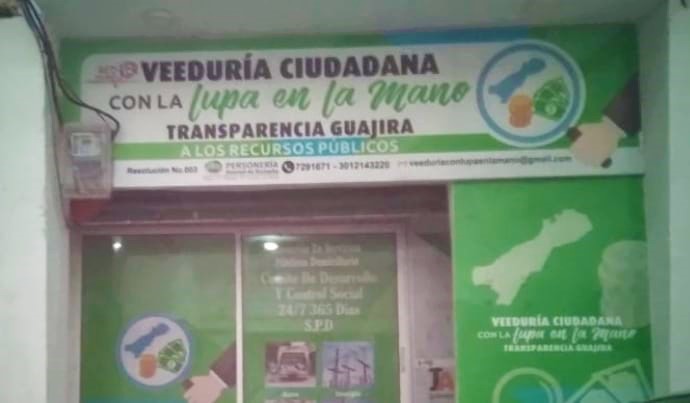 VEEDURÍA CIUDADANA
CON LA lupa en la Mano
TRANSPARENCIA GUAJIRA
A LOS RECURSOS PÚBLICOS
Resolución No.003 PERSONERÍA 7291671 - 3012143220 veeduriaconlupaenlamano@gmail.com
Comite De Desarrollo
Y Control Social
24/7 365 Días
S.P.D
VEEDURÍA CIUDADANA
CON LA lupa en la Mano
TRANSPARENCIA GUAJIRA